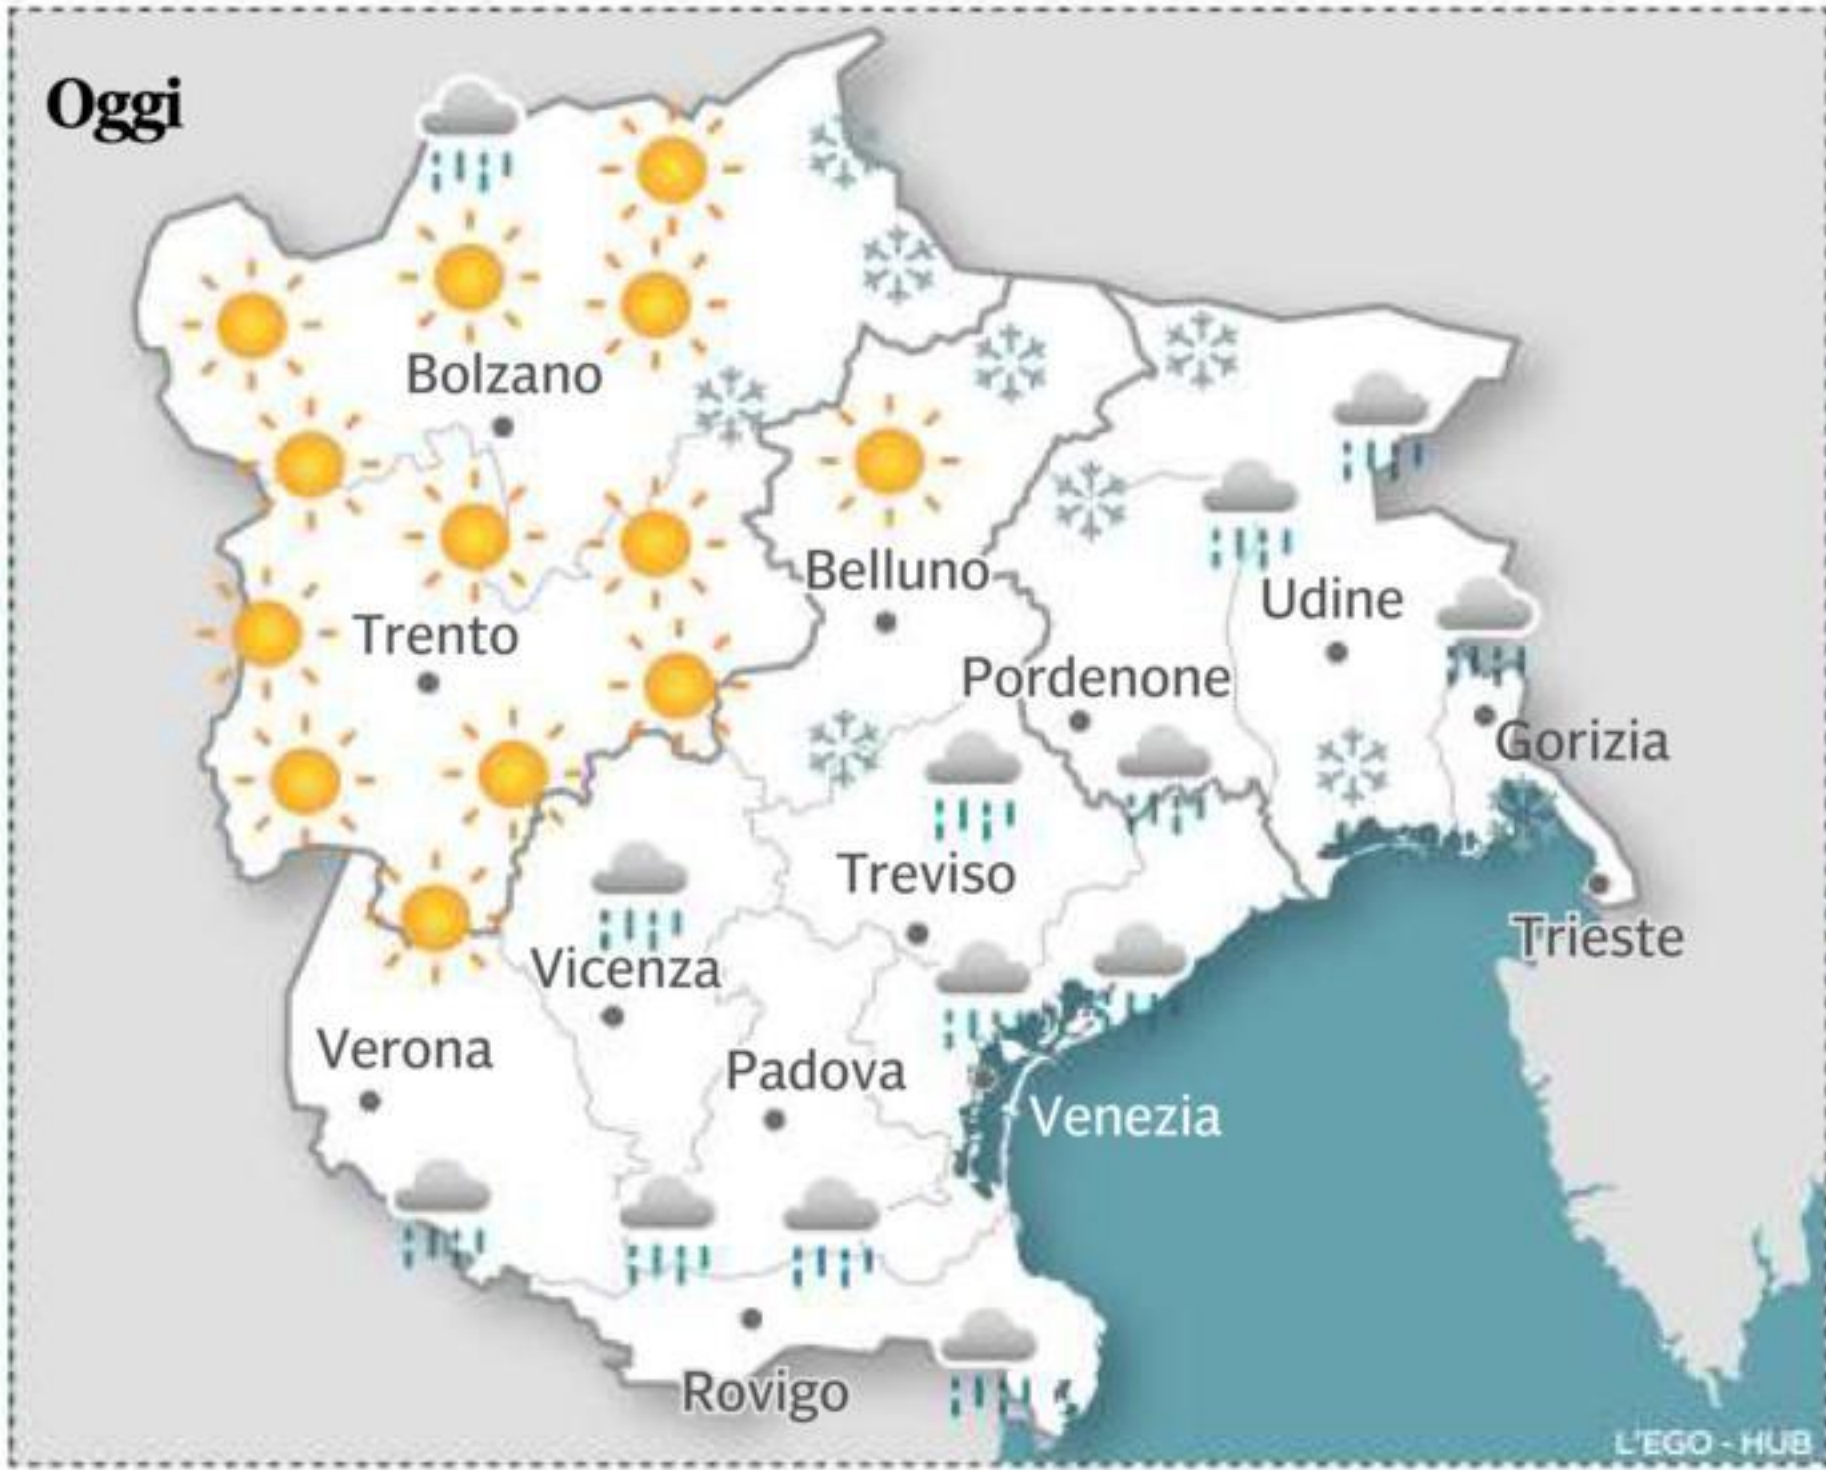 Oggi
Bolzano
Belluno
Udine
Trento
Pordenone
Gorizia
Treviso
Trieste
Vicenza
Verona
Padova
Venezia
Rovigo
L'EGO - HUB